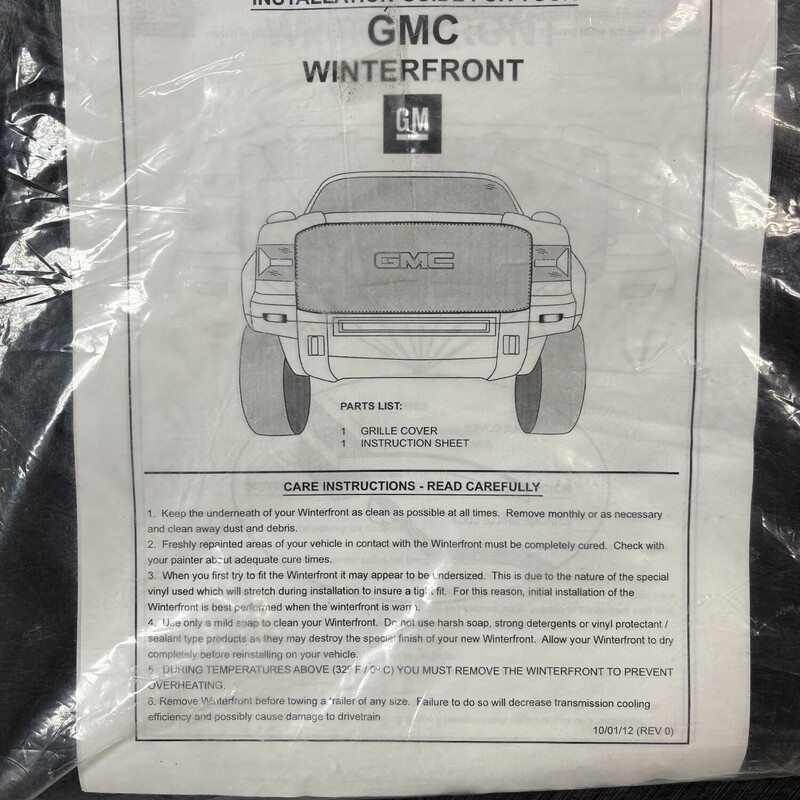 INSTALLATION GUIDE FOR YOUR
GMC
WINTERFRONT
GM
GMC
PARTS LIST:
1 GRILLE COVER
1 INSTRUCTION SHEET
CARE INSTRUCTIONS - READ CAREFULLY
1. Keep the underneath of your Winterfront as clean as possible at all times. Remove monthly or as necessary
and clean away dust and debris.
2. Freshly repainted areas of your vehicle in contact with the Winterfront must be completely cured. Check with
your painter about adequate cure times.
3. When you first try to fit the Winterfront it may appear to be undersized. This is due to the nature of the special
vinyl used which will stretch during installation to insure a tight fit. For this reason, initial installation of the
Winterfront is best performed when the winterfront is warm.
4. Use only a mild soap to clean your Winterfront. Do not use harsh soap, strong detergents or vinyl protectant /
sealant type products as they may destroy the special finish of your new Winterfront. Allow your Winterfront to dry
completely before reinstalling on your vehicle.
5. DURING TEMPERATURES ABOVE (32° F / 0° C) YOU MUST REMOVE THE WINTERFRONT TO PREVENT
OVERHEATING.
6. Remove Winterfront before towing a trailer of any size. Failure to do so will decrease transmission cooling
efficiency and possibly cause damage to drivetrain
10/01/12 (REV 0)